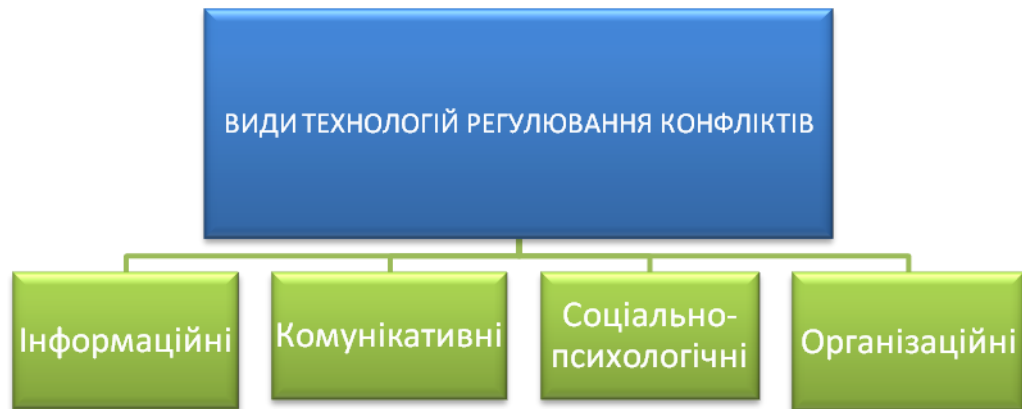 ВИДИ ТЕХНОЛОГІЙ РЕГУЛЮВАННЯ КОНФЛІКТІВ
Інформаційні
Комунікативні
Соціально-
психологічні
Організаційні